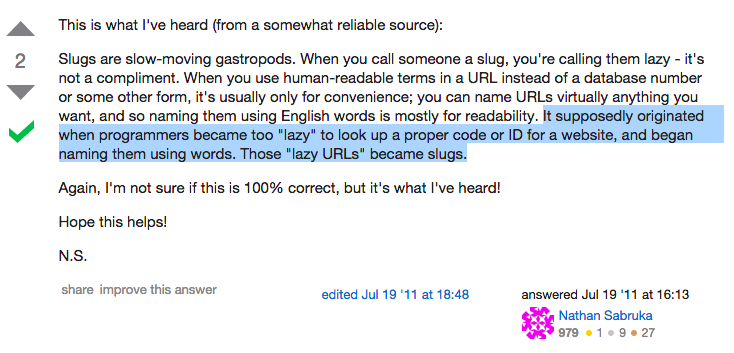 This is what I've heard (from a somewhat reliable source):
2
Slugs are slow-moving gastropods. When you call someone a slug, you're calling them lazy - it's
not a compliment. When you use human-readable terms in a URL instead of a database number
or some other form, it's usually only for convenience; you can name URLs virtually anything you
want, and so naming them using English words is mostly for readability. It supposedly originated
when programmers became too "lazy" to look up a proper code or ID for a website, and began
naming them using words. Those "lazy URLs" became slugs.
Again, I'm not sure if this is 100% correct, but it's what I've heard!
Hope this helps!
N.S.
share improve this answer
edited Jul 19 '11 at 18:48
answered Jul 19 '11 at 16:13
Nathan Sabruka
979 ● 1 ● 9 ● 27